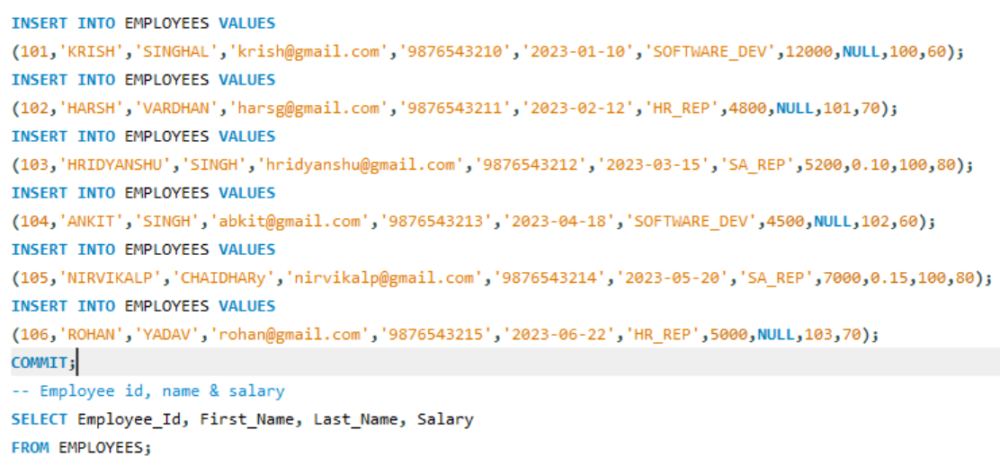 INSERT INTO EMPLOYEES VALUES
(101,'KRISH','SINGHAL','krish@gmail.com','9876543210','2023-01-10','SOFTWARE_DEV',12000,NULL,100,60);
INSERT INTO EMPLOYEES VALUES
(102,'HARSH','VARDHAN','harsg@gmail.com','9876543211','2023-02-12','HR_REP',4800,NULL,101,70);
INSERT INTO EMPLOYEES VALUES
(103,'HRIDYANSHU','SINGH','hridyanshu@gmail.com','9876543212','2023-03-15','SA_REP',5200,0.10,100,80);
INSERT INTO EMPLOYEES VALUES
(104,'ANKIT','SINGH','abkit@gmail.com','9876543213','2023-04-18','SOFTWARE_DEV',4500,NULL,102,60);
INSERT INTO EMPLOYEES VALUES
(105,'NIRVIKALP','CHAIDHARy','nirvikalp@gmail.com','9876543214','2023-05-20','SA_REP',7000,0.15,100,80);
INSERT INTO EMPLOYEES VALUES
(106,'ROHAN','YADAV','rohan@gmail.com','9876543215','2023-06-22','HR_REP',5000,NULL,103,70);
COMMIT;
-- Employee id, name & salary
SELECT Employee_Id, First_Name, Last_Name, Salary
FROM EMPLOYEES;